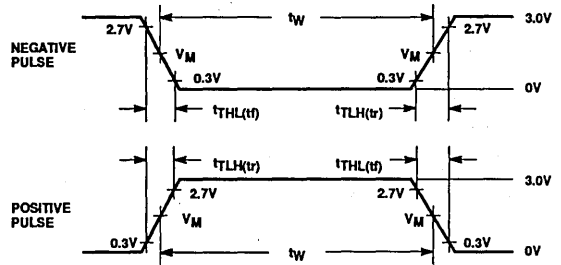 tW 3.0V
2.7V 2.7V
NEGATIVE
PULSE
VM VM
0.3V 0.3V
0V
tTHL(tf) tTLH(tr)
tTLH(tr) tTHL(tf)
3.0V
2.7V 2.7V
POSITIVE
PULSE
VM VM
0.3V 0.3V
tW 0V